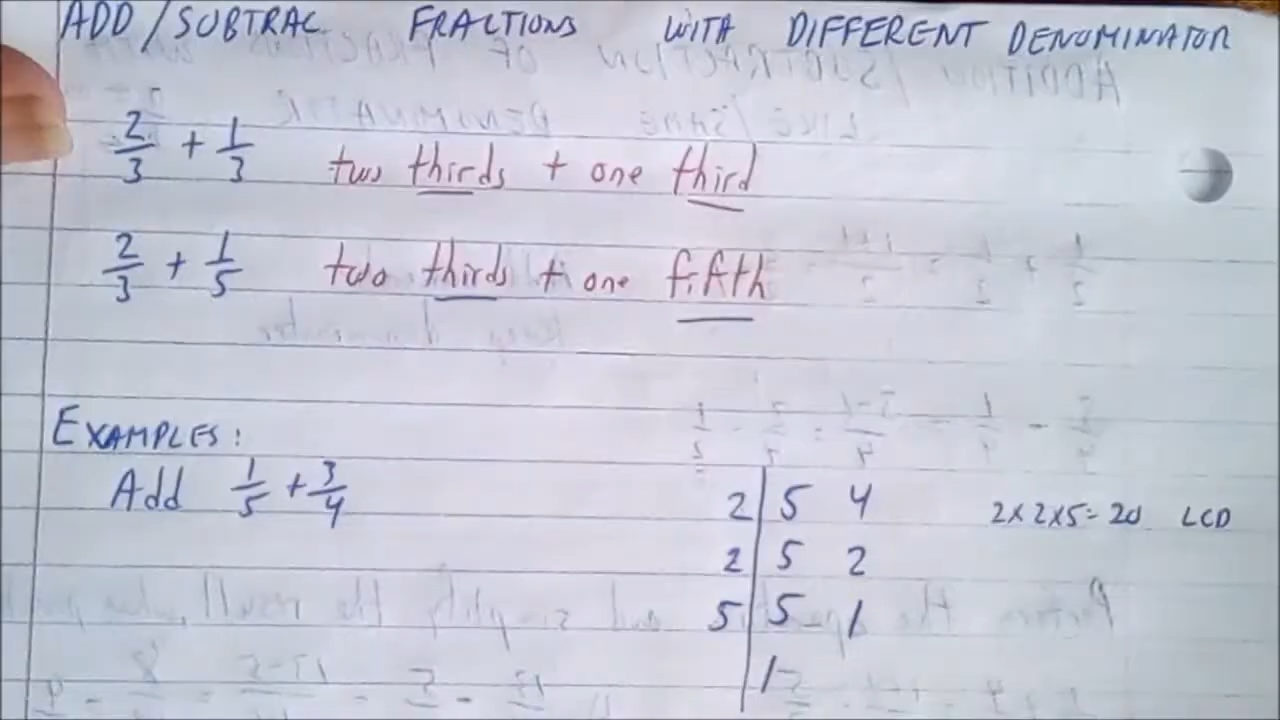 ADD/SUBTRAC FRACTIONS WITH DIFFERENT DENOMINATOR
2/3 + 1/3 two thirds + one third
2/3 + 1/5 two thirds + one fifth
EXAMPLES:
Add 1/5 + 3/4
2 | 5 4 2x2x5=20 LCD
2 | 5 2
5 | 5 1
1